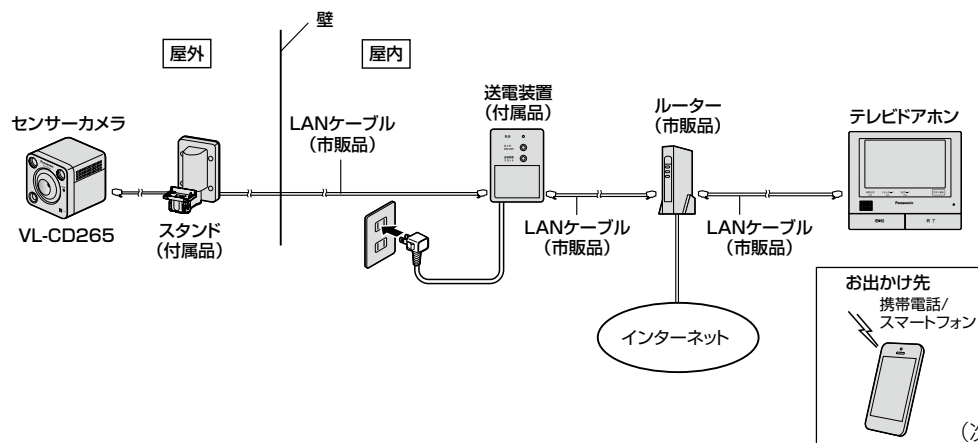 壁
屋外
屋内
センサーカメラ
VL-CD265
スタンド
(付属品)
LANケーブル
(市販品)
送電装置
(付属品)
LANケーブル
(市販品)
ルーター
(市販品)
LANケーブル
(市販品)
テレビドアホン
Panasonic
終了
インターネット
お出かけ先
携帯電話/
スマートフォン